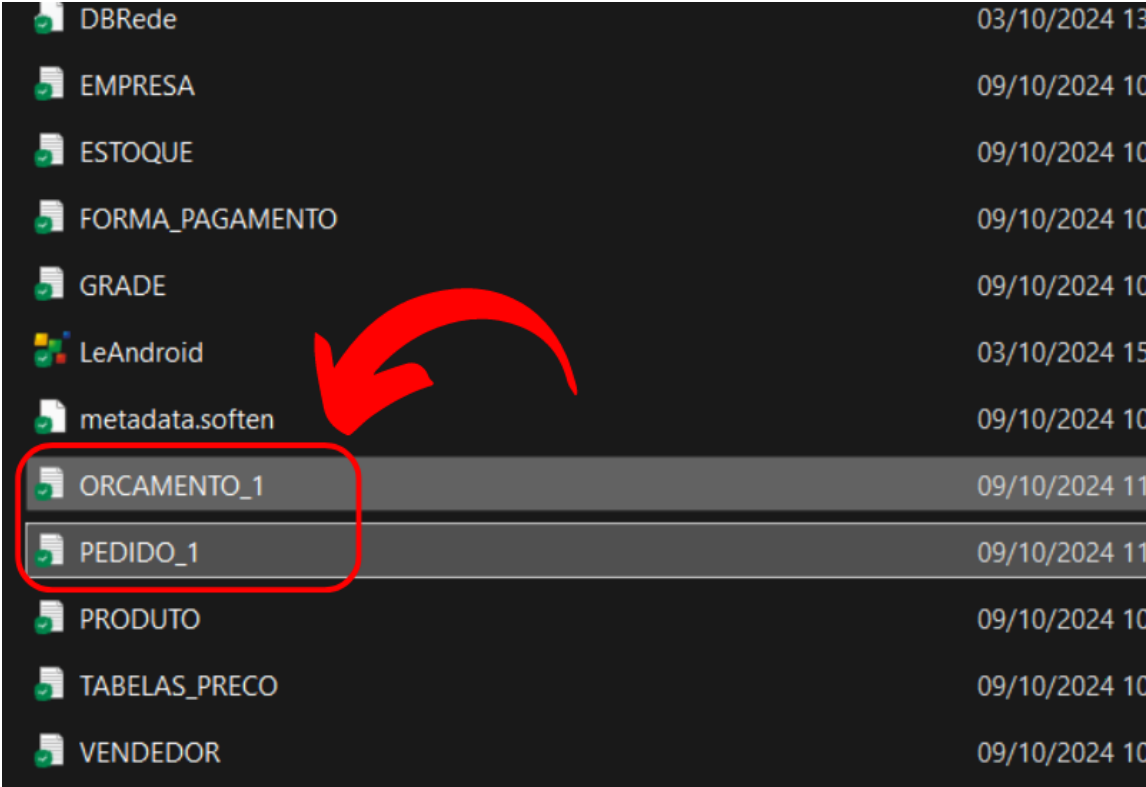 DBRede 03/10/2024 13
EMPRESA 09/10/2024 10
ESTOQUE 09/10/2024 10
FORMA_PAGAMENTO 09/10/2024 10
GRADE 09/10/2024 10
LeAndroid 03/10/2024 15
metadata.soften 09/10/2024 10
ORCAMENTO_1 09/10/2024 11
PEDIDO_1 09/10/2024 11
PRODUTO 09/10/2024 10
TABELAS_PRECO 09/10/2024 10
VENDEDOR 09/10/2024 10